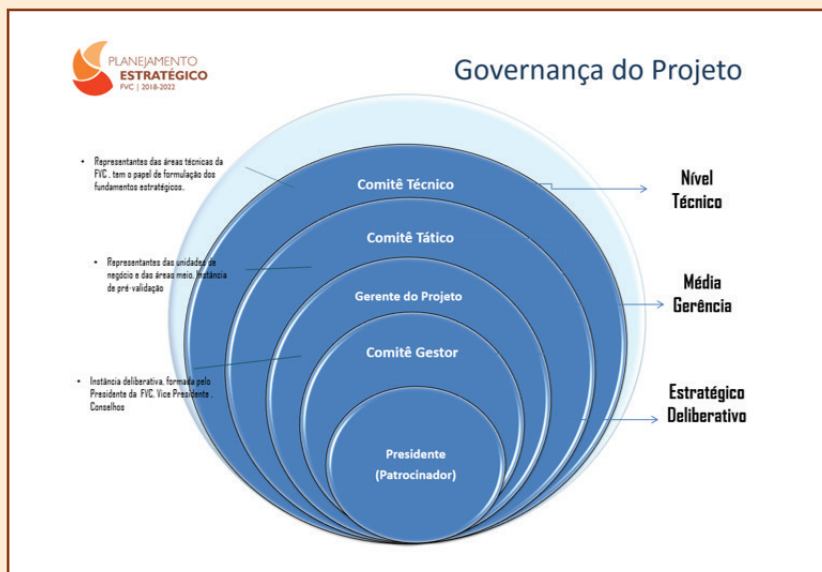 PLANEJAMENTO
ESTRATÉGICO
FVC | 2018-2022
Governança do Projeto
• Representantes das áreas técnicas da
FVC , tem o papel de formulação dos
fundamentos estratégicos.
Comitê Técnico
Nível
Técnico
Comitê Tático
• Representantes das unidades de
negócio e das áreas meio. Instância
de pré-validação
Gerente do Projeto
Média
Gerência
Comitê Gestor
• Instância deliberativa, formada pelo
Presidente da FVC, Vice Presidente ,
Conselhos
Estratégico
Deliberativo
Presidente
(Patrocinador)